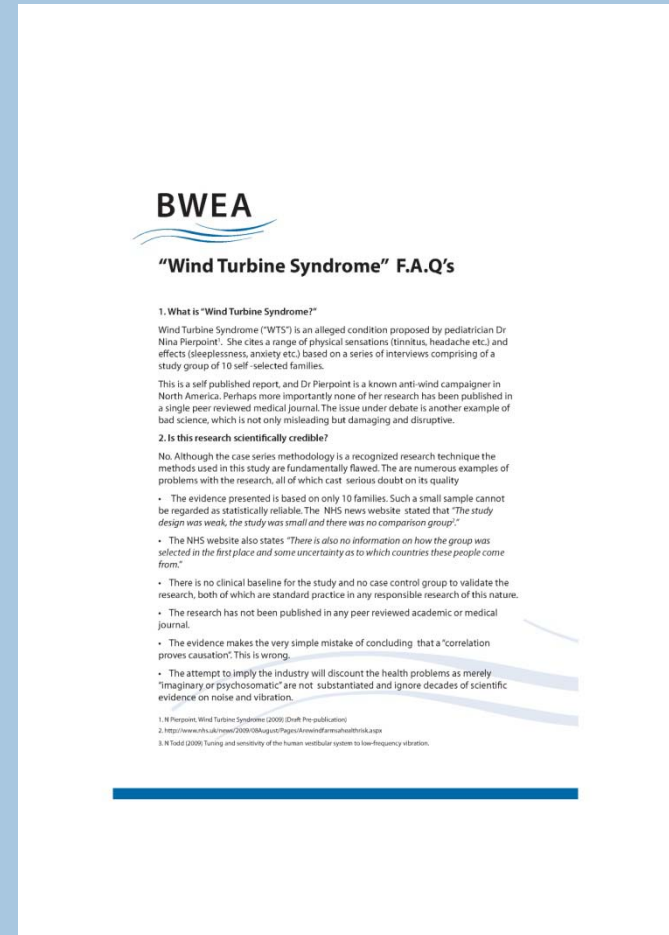 BWEA
“Wind Turbine Syndrome” F.A.Q’s
1. What is “Wind Turbine Syndrome?”
Wind Turbine Syndrome (“WTS”) is an alleged condition proposed by pediatrician Dr
Nina Pierpoint¹. She cites a range of physical sensations (tinnitus, headache etc.) and
effects (sleeplessness, anxiety etc.) based on a series of interviews comprising of a
study group of 10 self -selected families.
This is a self published report, and Dr Pierpoint is a known anti-wind campaigner in
North America. Perhaps more importantly none of her research has been published in
a single peer reviewed medical journal. The issue under debate is another example of
bad science, which is not only misleading but damaging and disruptive.
2. Is this research scientifically credible?
No. Although the case series methodology is a recognized research technique the
methods used in this study are fundamentally flawed. The are numerous examples of
problems with the research, all of which cast serious doubt on its quality
• The evidence presented is based on only 10 families. Such a small sample cannot
be regarded as statistically reliable. The NHS news website stated that “The study
design was weak, the study was small and there was no comparison group².”
• The NHS website also states “There is also no information on how the group was
selected in the first place and some uncertainty as to which countries these people come
from.”
• There is no clinical baseline for the study and no case control group to validate the
research, both of which are standard practice in any responsible research of this nature.
• The research has not been published in any peer reviewed academic or medical
journal.
• The evidence makes the very simple mistake of concluding that a “correlation
proves causation”. This is wrong.
• The attempt to imply the industry will discount the health problems as merely
“imaginary or psychosomatic” are not substantiated and ignore decades of scientific
evidence on noise and vibration.
1. N Pierpoint, Wind Turbine Syndrome (2009) (Draft Pre-publication)
2. http://www.nhs.uk/news/2009/08August/Pages/Arewindfarmsahealthrisk.aspx
3. N Todd (2009) Tuning and sensitivity of the human vestibular system to low-frequency vibration.